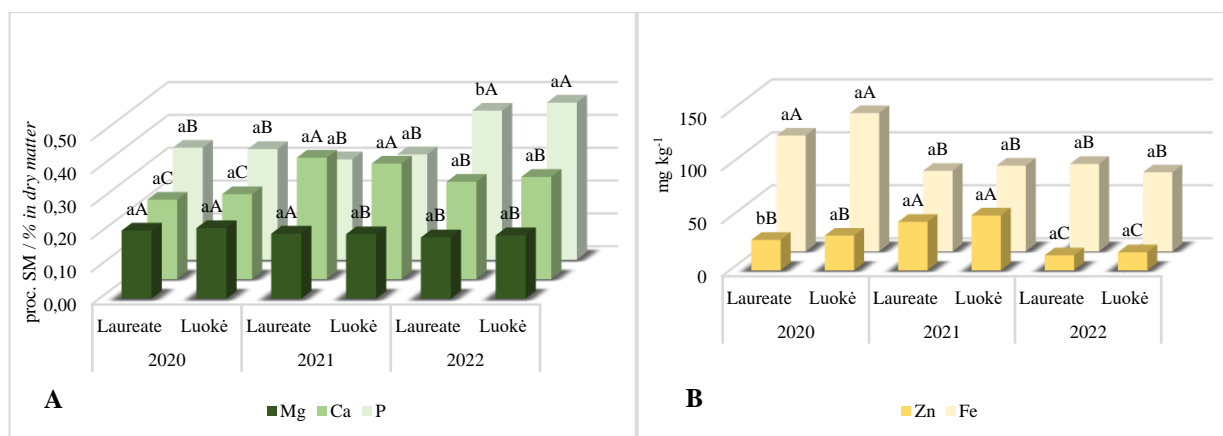 proc. SM / % in dry matter
0,50
0,40
0,30
0,20
0,10
0,00
aB aB aB aB bA aA
aC aC aA aA aB aB
aA aA aA aB aB aB
Laureate Luokė Laureate Luokė Laureate Luokė
2020 2021 2022
A
Mg Ca P
mg kg⁻¹
150
100
50
0
aA aA aB aB aB aB
bB aB aA aA aC aC
Laureate Luokė Laureate Luokė Laureate Luokė
2020 2021 2022
B
Zn Fe